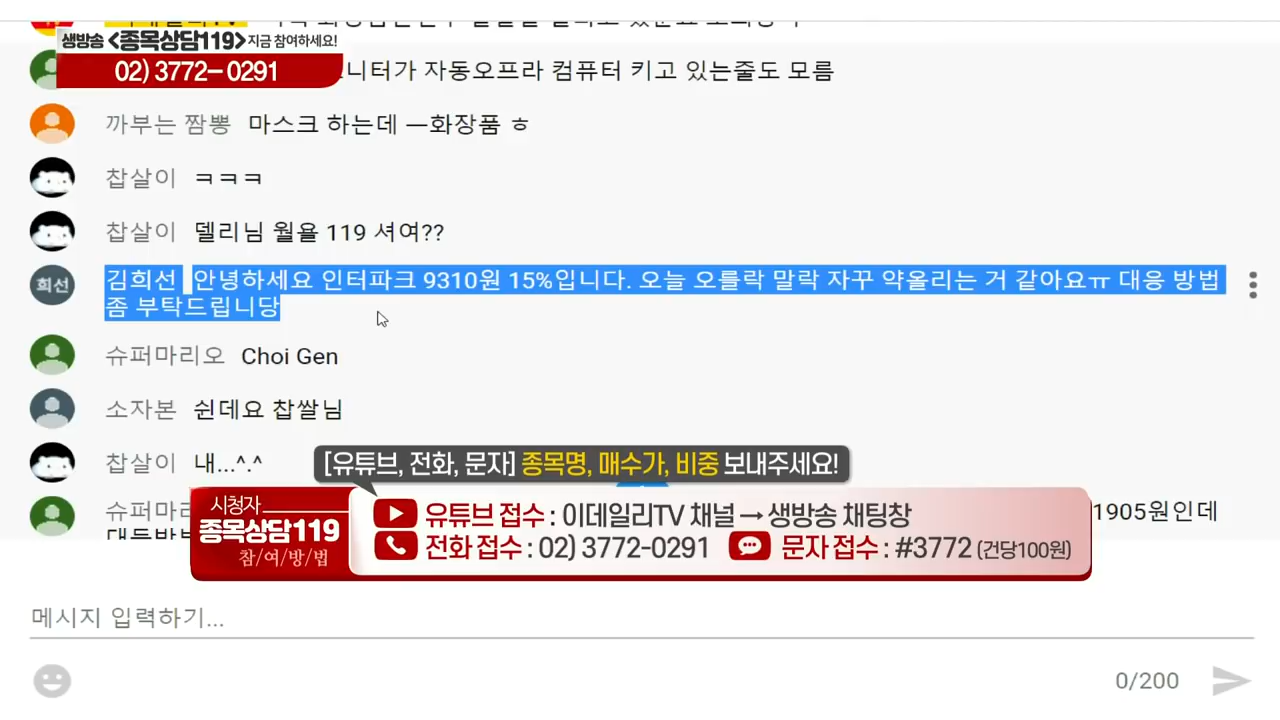 생방송 <종목상담119> 지금 참여하세요!
02) 3772-0291
니터가 자동오프라 컴퓨터 키고 있는줄도 모름
까부는 짬뽕 마스크 하는데 ㅡ화장품 ㅎ
찹살이 ㅋㅋㅋ
찹살이 델리님 월욜 119 셔여??
희선 김희선 안녕하세요 인터파크 9310원 15%입니다. 오늘 오를락 말락 자꾸 약올리는 거 같아요ㅠ 대응 방법
좀 부탁드립니당
슈퍼마리오 Choi Gen
소자본 쉰데요 찹쌀님
찹살이 내...^.^
[유튜브, 전화, 문자] 종목명, 매수가, 비중 보내주세요!
슈퍼마리 1905원인데
시청자
종목상담119
참/여/방/법
유튜브 접수 : 이데일리TV 채널 → 생방송 채팅창
전화 접수 : 02) 3772-0291 문자 접수 : #3772 (건당100원)
메시지 입력하기...
0/200